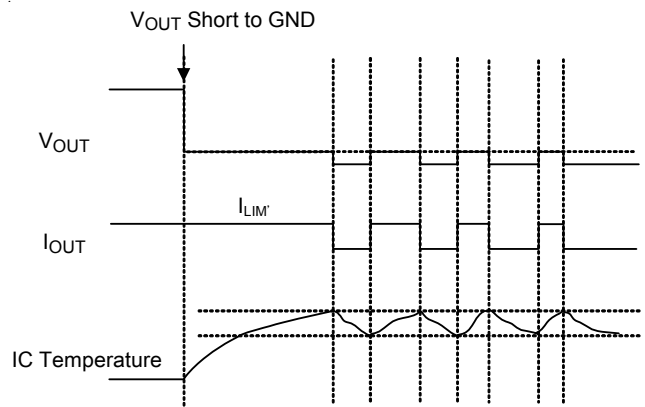 VOUT Short to GND
VOUT
ILIM'
IOUT
IC Temperature